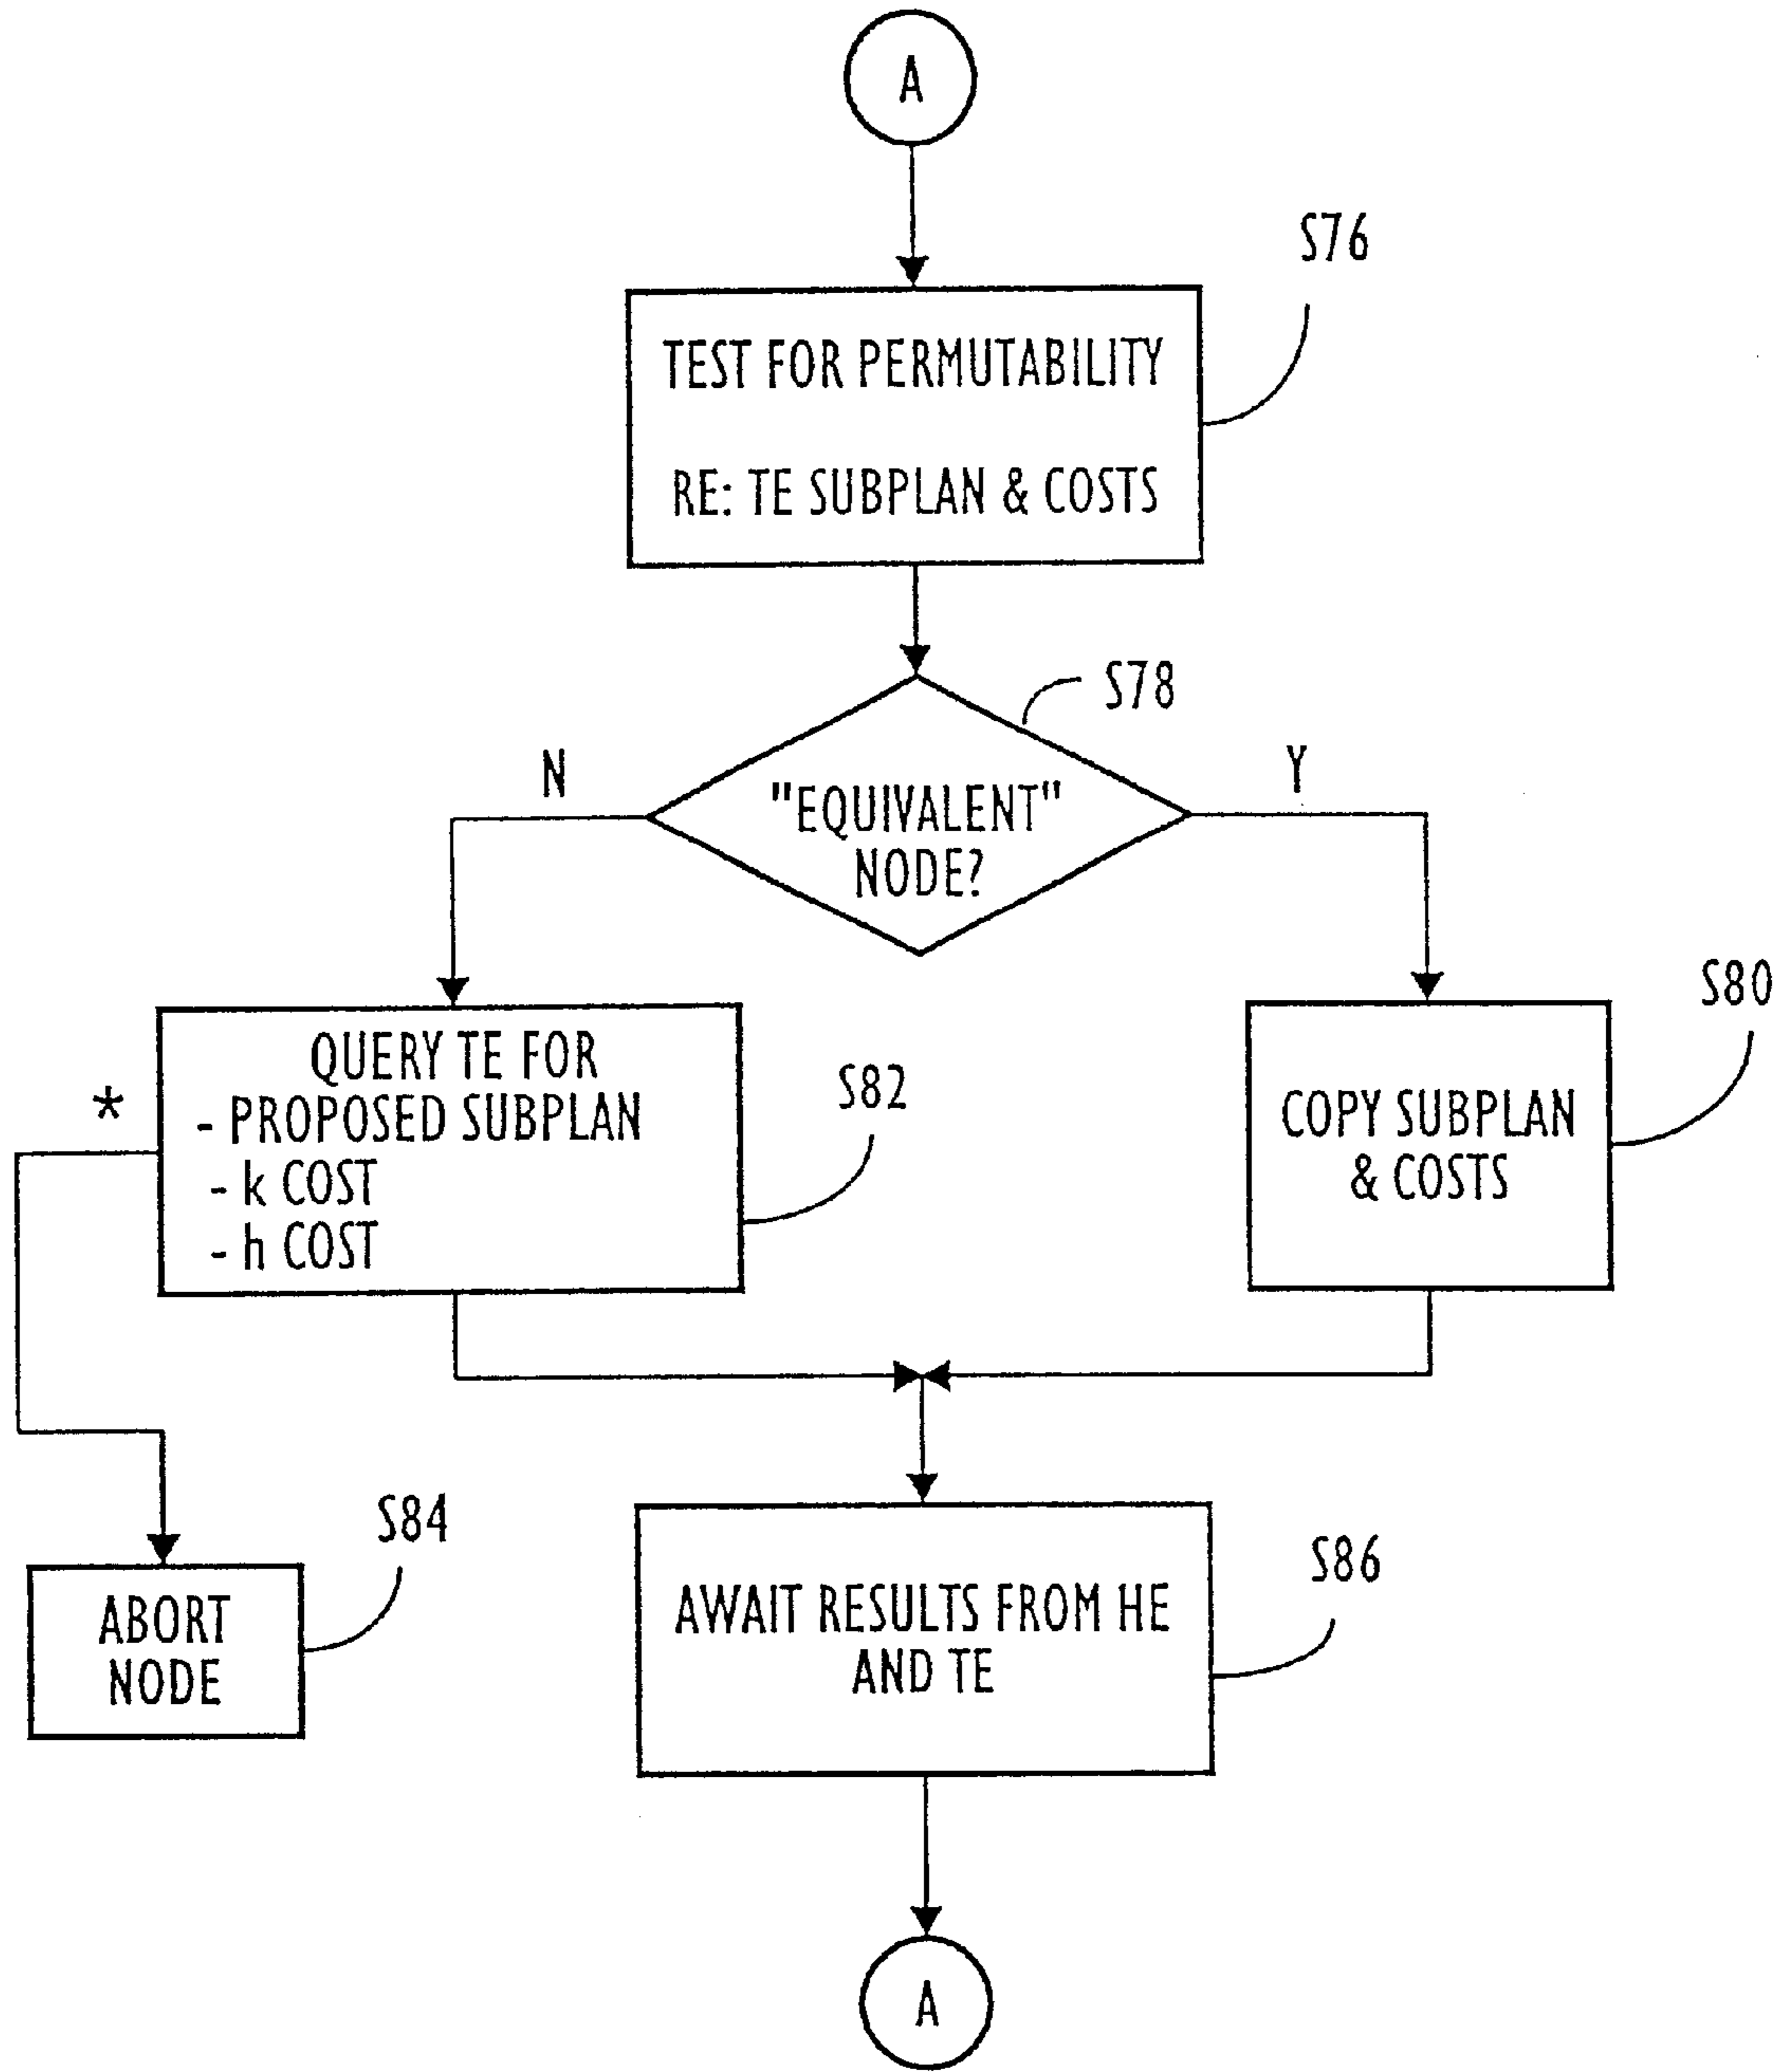 A
S76
TEST FOR PERMUTABILITY
RE: TE SUBPLAN & COSTS
S78
N
Y
"EQUIVALENT"
NODE?
S80
QUERY TE FOR
- PROPOSED SUBPLAN
- k COST
- h COST
*
S82
COPY SUBPLAN
& COSTS
S84
ABORT
NODE
S86
AWAIT RESULTS FROM HE
AND TE
A